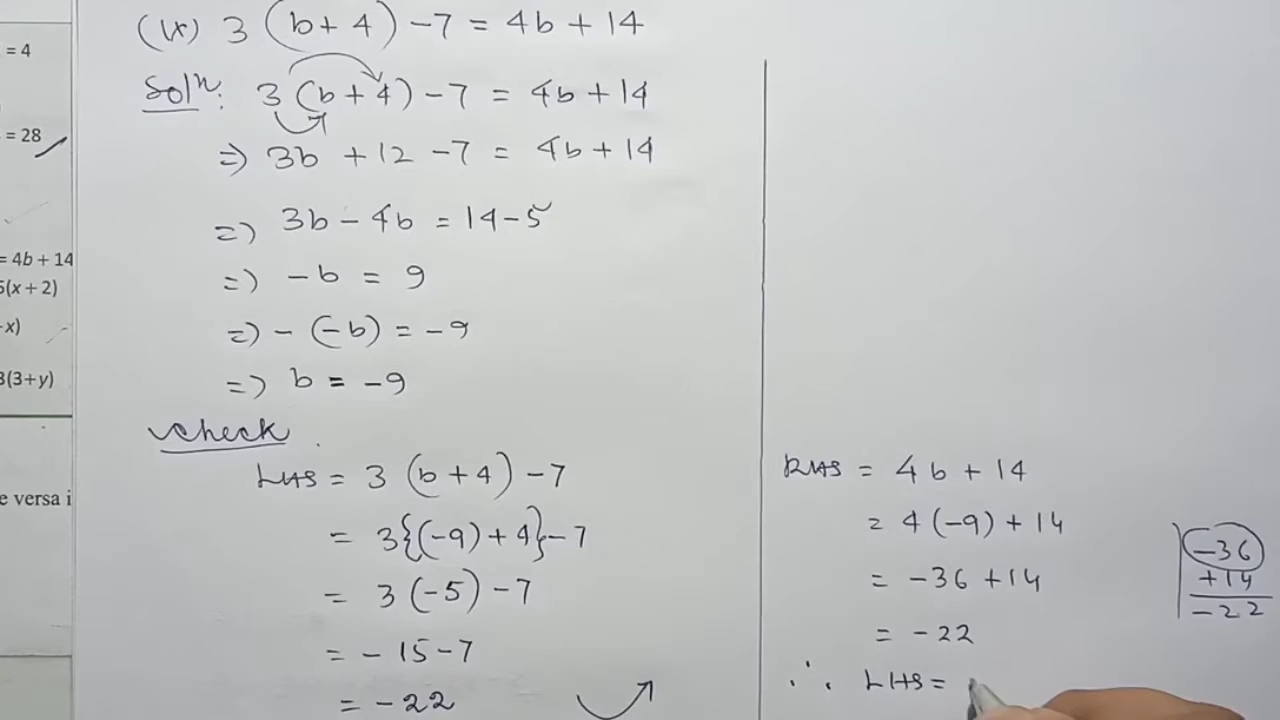 = 4
= 28
= 4b + 14
5(x + 2)
-x)
3(3+y)
e versa i
(ix) 3 (b+4) -7 = 4b + 14
Solⁿ: 3 (b+4) -7 = 4b + 14
=> 3b + 12 - 7 = 4b + 14
=> 3b - 4b = 14 - 5
=> -b = 9
=> - (-b) = -9
=> b = -9
Check
LHS = 3 (b+4) -7
= 3{(-9)+4}-7
= 3 (-5) -7
= - 15-7
= -22
RHS = 4b + 14
= 4 (-9) + 14
= -36 +14
= -22
∴ LHS =
-36
+14
-22